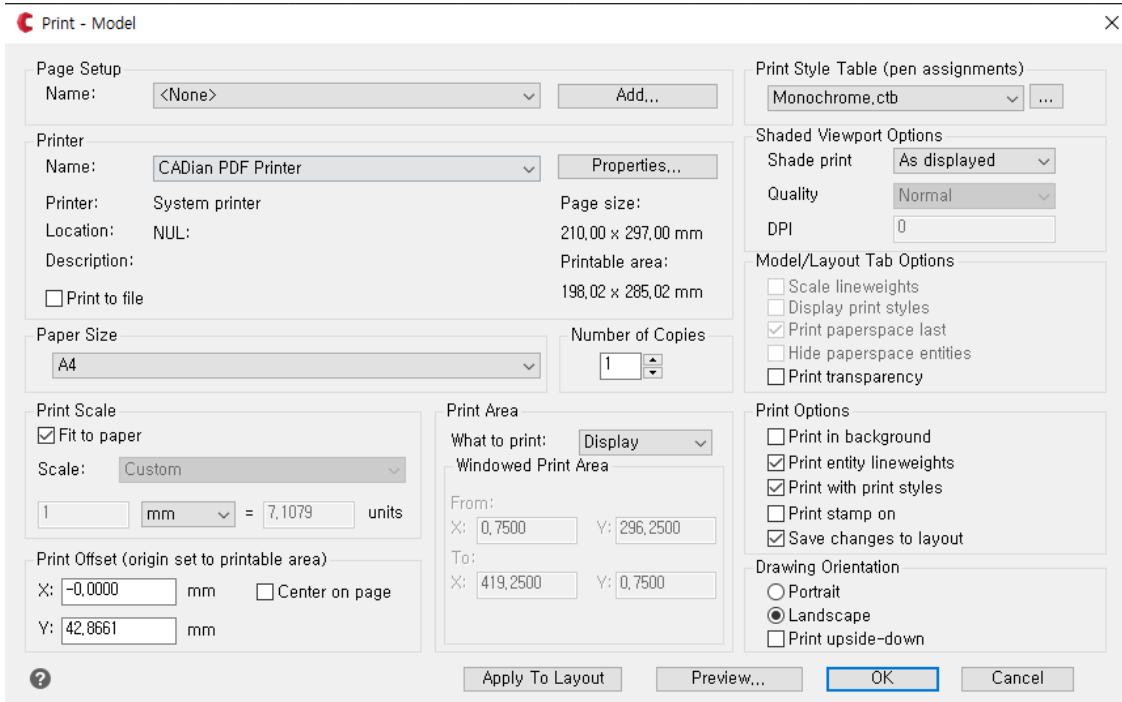 Print - Model
Page Setup
Name: <None> Add...
Printer
Name: CADian PDF Printer Properties...
Printer: System printer Page size:
Location: NUL: 210,00 x 297,00 mm
Description: Printable area:
Print to file 198,02 x 285,02 mm
Paper Size
A4
Number of Copies
1
Print Scale
Fit to paper
Scale: Custom
1 mm = 7,1079 units
Print Offset (origin set to printable area)
X: -0,0000 mm Center on page
Y: 42,8661 mm
Print Area
What to print: Display
Windowed Print Area
From:
X: 0,7500 Y: 296,2500
To:
X: 419,2500 Y: 0,7500
Print Style Table (pen assignments)
Monochrome,ctb ...
Shaded Viewport Options
Shade print As displayed
Quality Normal
DPI 0
Model/Layout Tab Options
Scale lineweights
Display print styles
Print paperspace last
Hide paperspace entities
Print transparency
Print Options
Print in background
Print entity lineweights
Print with print styles
Print stamp on
Save changes to layout
Drawing Orientation
Portrait
Landscape
Print upside-down
? Apply To Layout Preview... OK Cancel